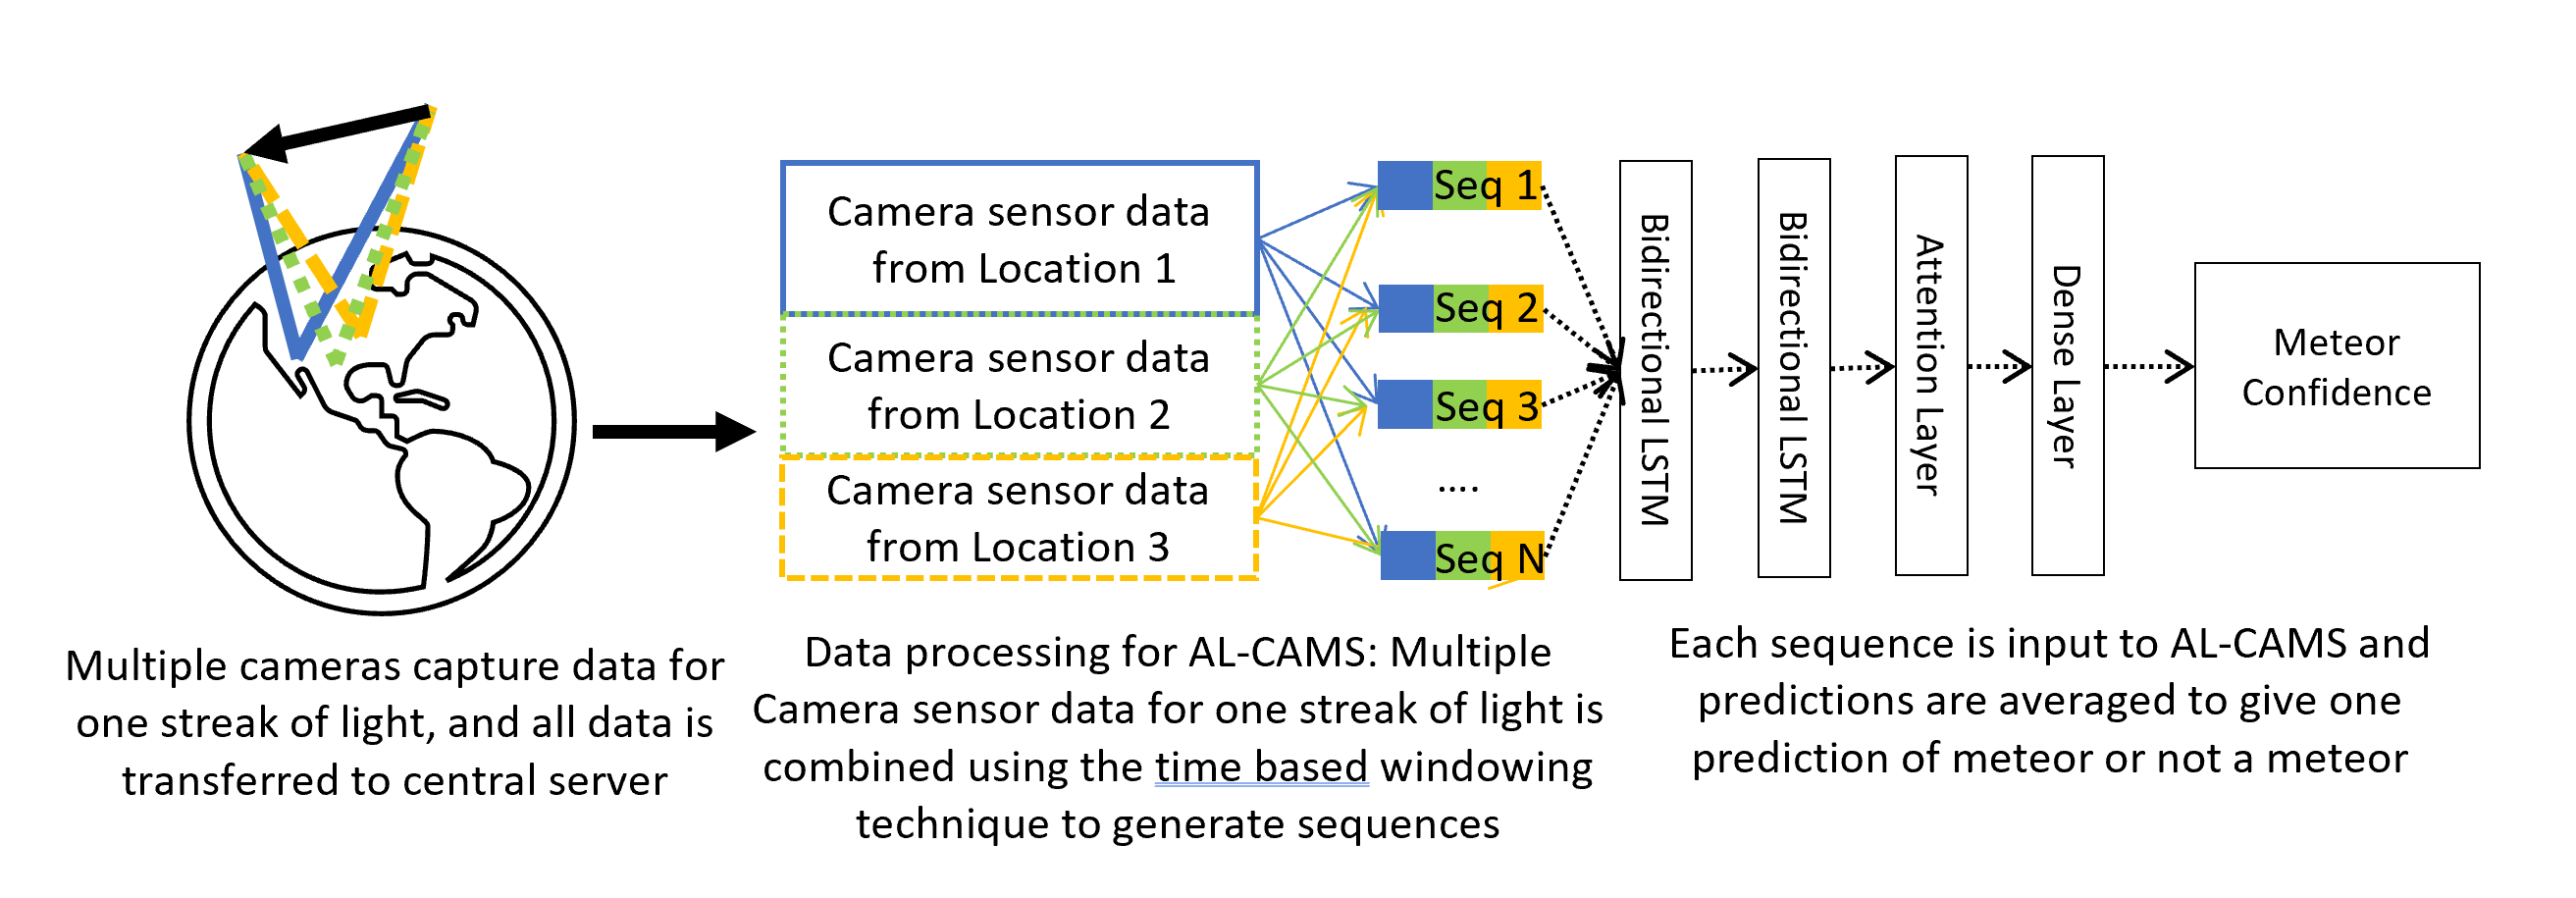 Camera sensor data
from Location 1
Camera sensor data
from Location 2
Camera sensor data
from Location 3
Seq 1
Seq 2
Seq 3
....
Seq N
Bidirectional LSTM
Bidirectional LSTM
Attention Layer
Dense Layer
Meteor
Confidence
Multiple cameras capture data for
one streak of light, and all data is
transferred to central server
Data processing for AL-CAMS: Multiple
Camera sensor data for one streak of light is
combined using the time based windowing
technique to generate sequences
Each sequence is input to AL-CAMS and
predictions are averaged to give one
prediction of meteor or not a meteor